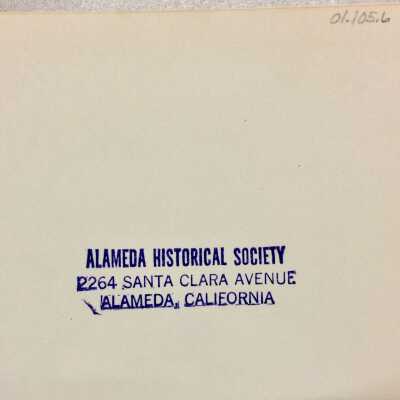 01.105.6
ALAMEDA HISTORICAL SOCIETY
2264 SANTA CLARA AVENUE
ALAMEDA, CALIFORNIA